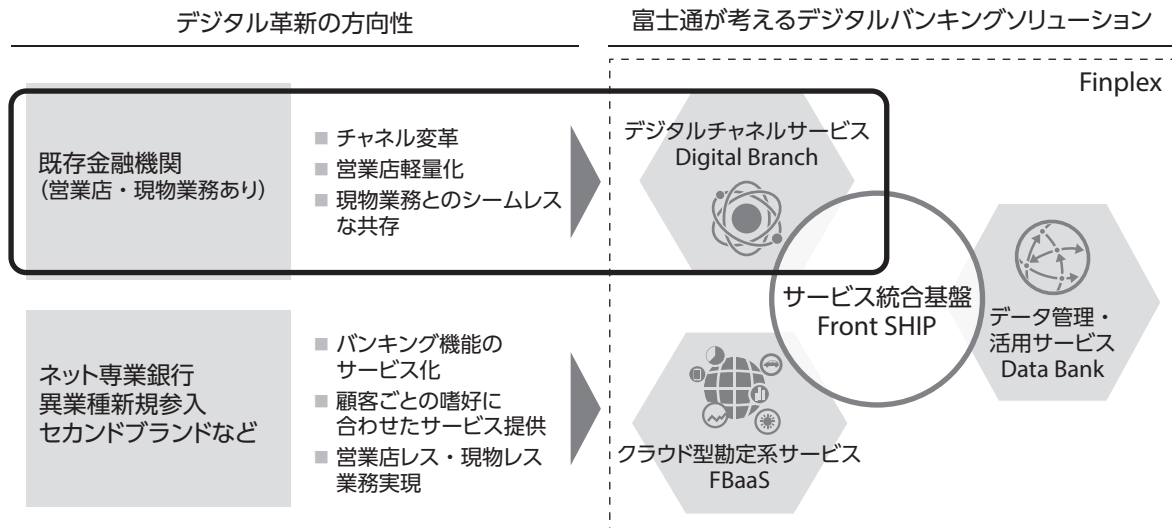 デジタル革新の方向性
富士通が考えるデジタルバンキングソリューション
Finplex
既存金融機関
(営業店・現物業務あり)
■ チャネル変革
■ 営業店軽量化
■ 現物業務とのシームレス
な共存
デジタルチャネルサービス
Digital Branch
サービス統合基盤
Front SHIP
データ管理・
活用サービス
Data Bank
ネット専業銀行
異業種新規参入
セカンドブランドなど
■ バンキング機能の
サービス化
■ 顧客ごとの嗜好に
合わせたサービス提供
■ 営業店レス・現物レス
業務実現
クラウド型勘定系サービス
FBaaS